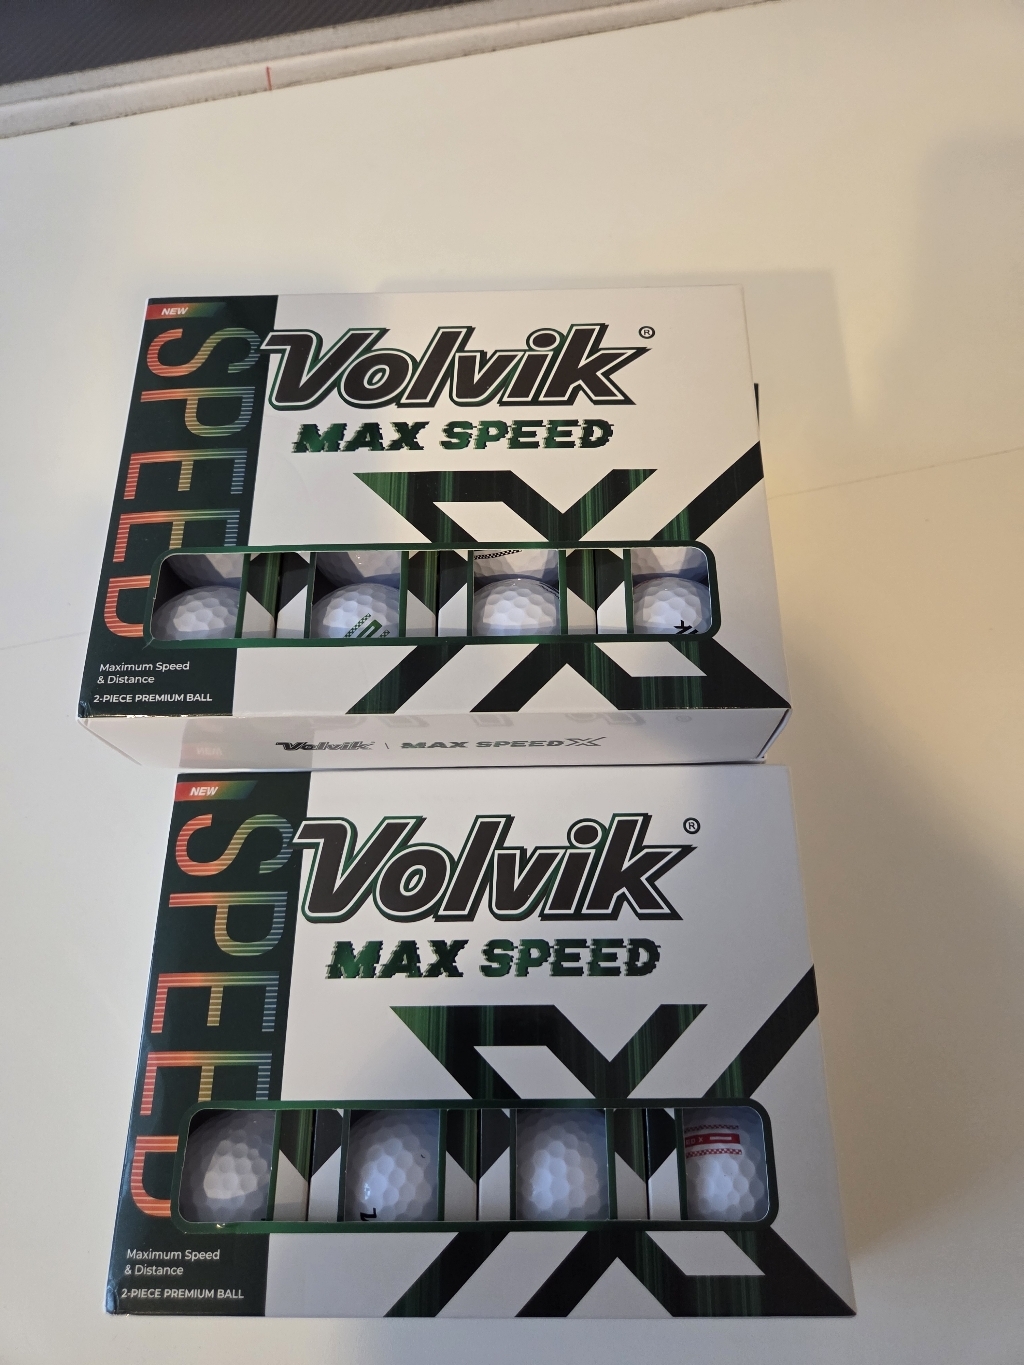 NEW
SPEED
Volvik®
MAX SPEED
X
Maximum Speed
& Distance
2-PIECE PREMIUM BALL
Volvik | MAX SPEED X
NEW
SPEED
Volvik®
MAX SPEED
X
Maximum Speed
& Distance
2-PIECE PREMIUM BALL